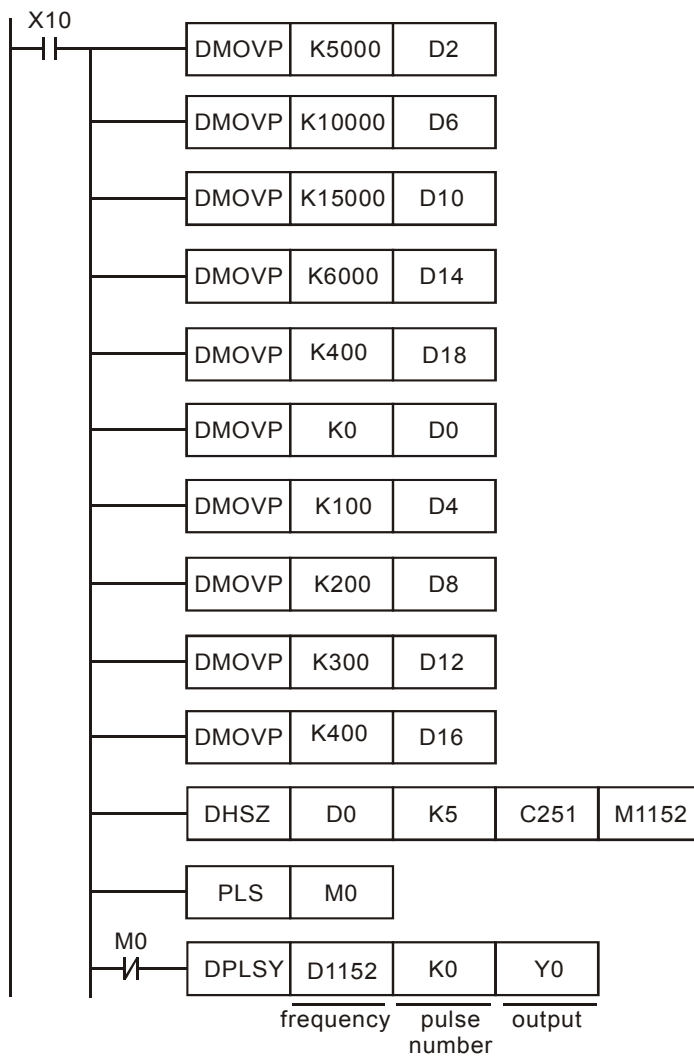 X10
DMOVP K5000 D2
DMOVP K10000 D6
DMOVP K15000 D10
DMOVP K6000 D14
DMOVP K400 D18
DMOVP K0 D0
DMOVP K100 D4
DMOVP K200 D8
DMOVP K300 D12
DMOVP K400 D16
DHSZ D0 K5 C251 M1152
PLS M0
M0
DPLSY D1152 K0 Y0
frequency pulse output
number